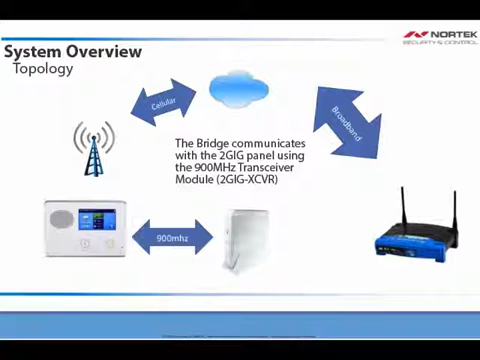 System Overview
Topology
NORTEK
SECURITY & CONTROL
Cellular
Broadband
The Bridge communicates
with the 2GIG panel using
the 900MHz Transceiver
Module (2GIG-XCVR)
900mhz